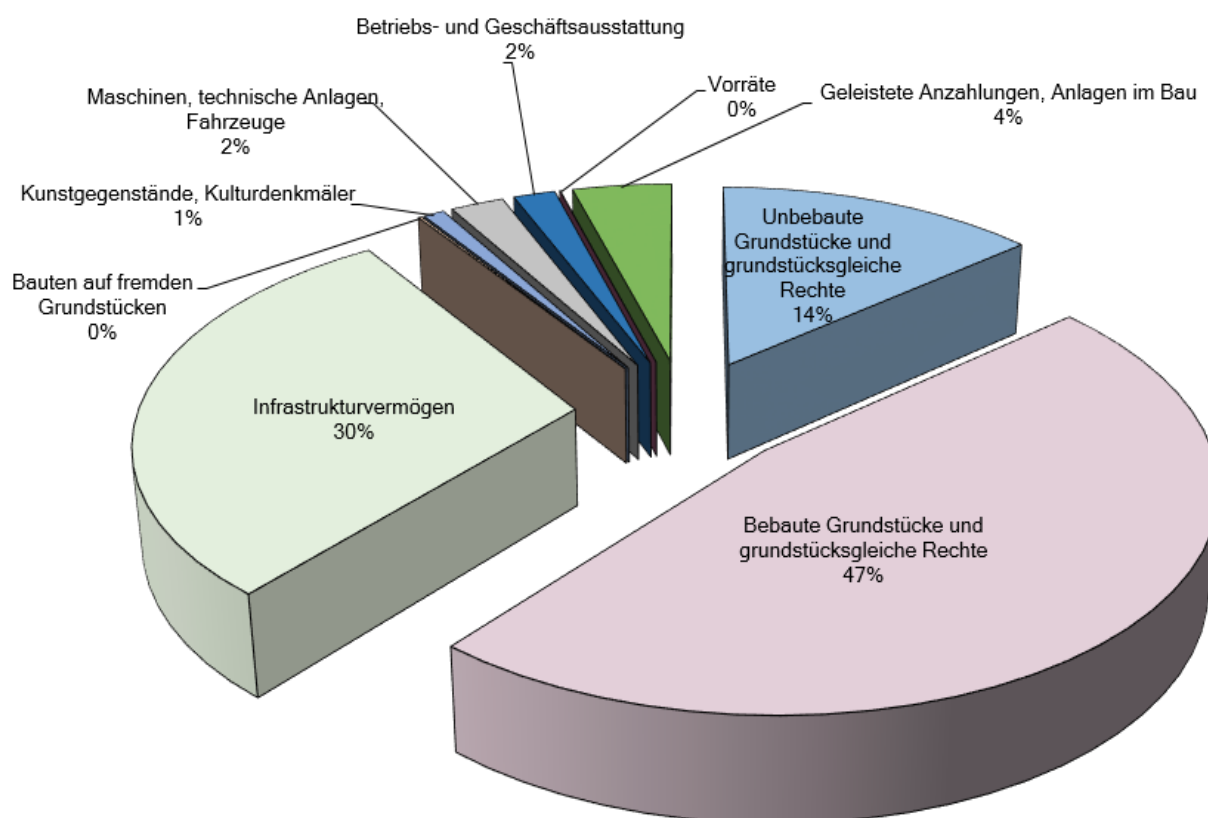 Betriebs- und Geschäftsausstattung
2%
Vorräte
0%
Geleistete Anzahlungen, Anlagen im Bau
4%
Maschinen, technische Anlagen,
Fahrzeuge
2%
Kunstgegenstände, Kulturdenkmäler
1%
Bauten auf fremden
Grundstücken
0%
Unbebaute
Grundstücke und
grundstücksgleiche
Rechte
14%
Infrastrukturvermögen
30%
Bebaute Grundstücke und
grundstücksgleiche Rechte
47%